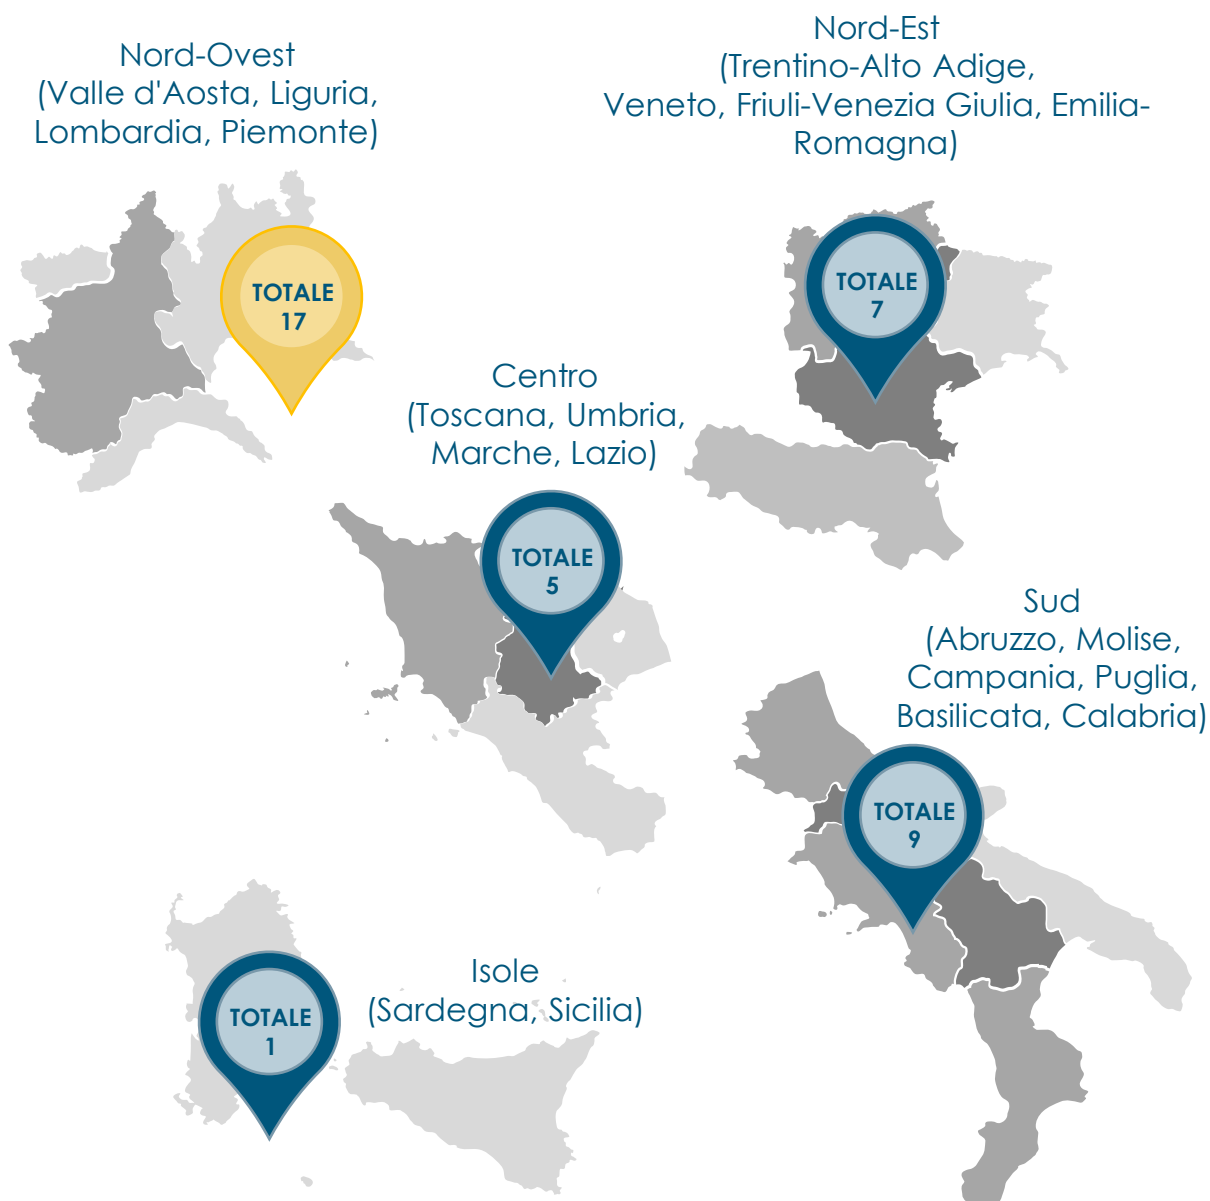 Nord-Ovest
(Valle d'Aosta, Liguria,
Lombardia, Piemonte)
TOTALE
17
Nord-Est
(Trentino-Alto Adige,
Veneto, Friuli-Venezia Giulia, Emilia-
Romagna)
TOTALE
7
Centro
(Toscana, Umbria,
Marche, Lazio)
TOTALE
5
Sud
(Abruzzo, Molise,
Campania, Puglia,
Basilicata, Calabria)
TOTALE
9
Isole
(Sardegna, Sicilia)
TOTALE
1